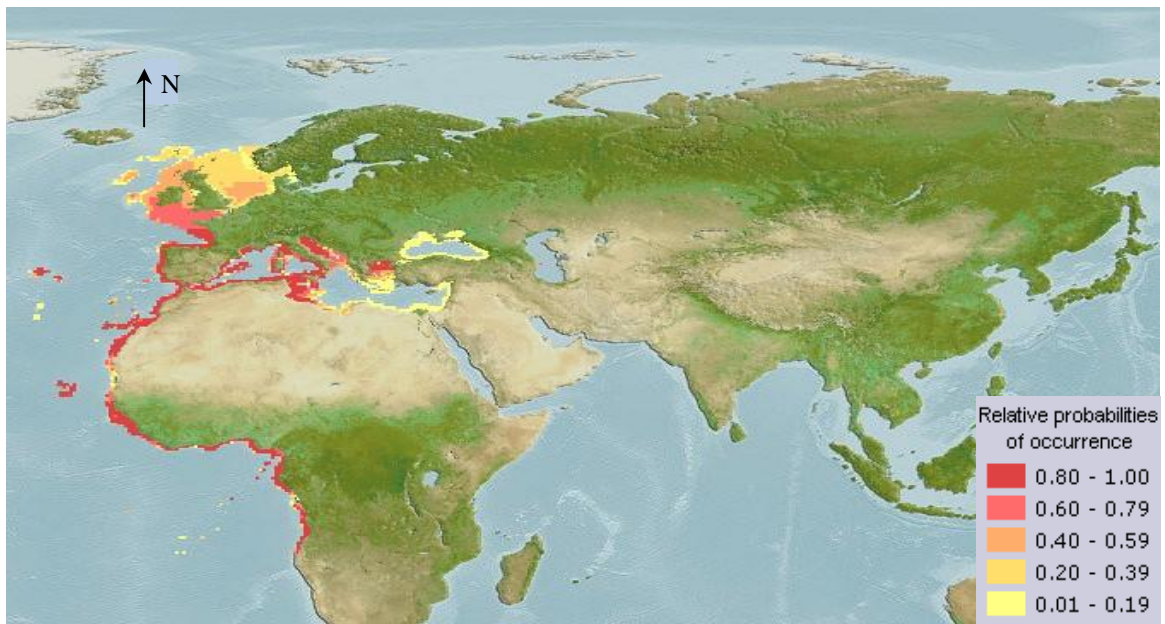 N
Relative probabilities
of occurrence
0.80 - 1.00
0.60 - 0.79
0.40 - 0.59
0.20 - 0.39
0.01 - 0.19